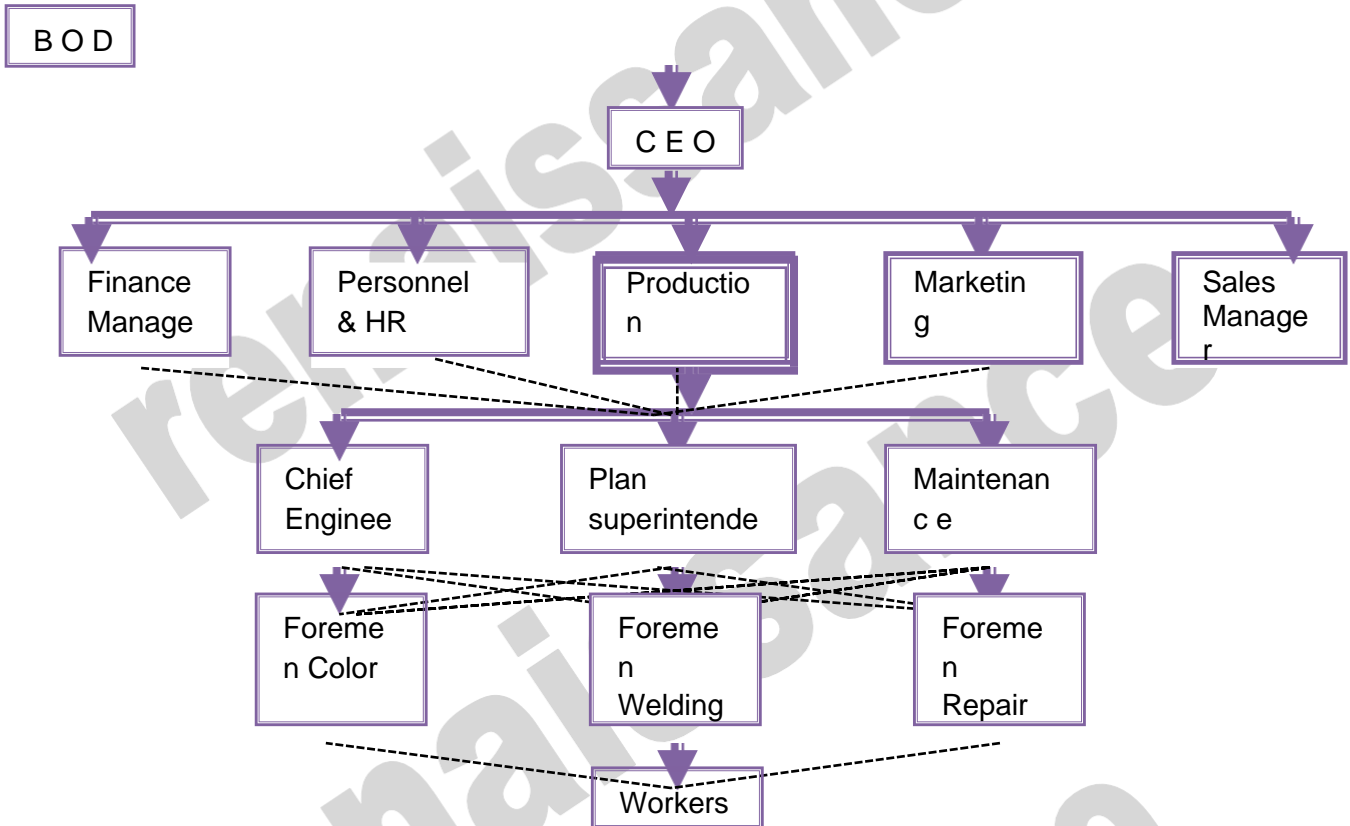 B O D
C E O
Finance
Manage
Personnel
& HR
Productio
n
Marketin
g
Sales
Manage
r
Chief
Enginee
Plan
superintende
Maintenan
c e
Foreme
n Color
Foreme
n
Welding
Foreme
n
Repair
Workers
renaissance